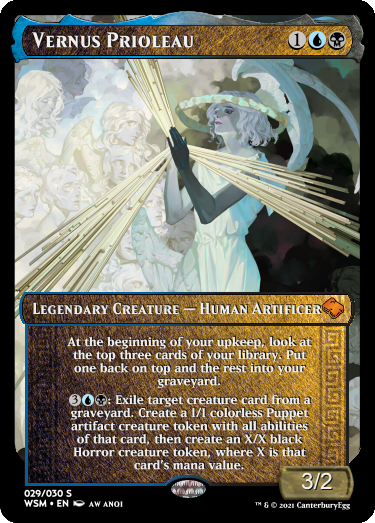 Vernus Prioleau 1
Legendary Creature — Human Artificer
At the beginning of your upkeep, look at
the top three cards of your library. Put
one back on top and the rest into your
graveyard.
3: Exile target creature card from a
graveyard. Create a 1/1 colorless Puppet
artifact creature token with all abilities
of that card, then create an X/X black
Horror creature token, where X is that
card's mana value.
3/2
029/030 S
WSM • EN AW ANOI
™ & © 2021 CanterburyEgg